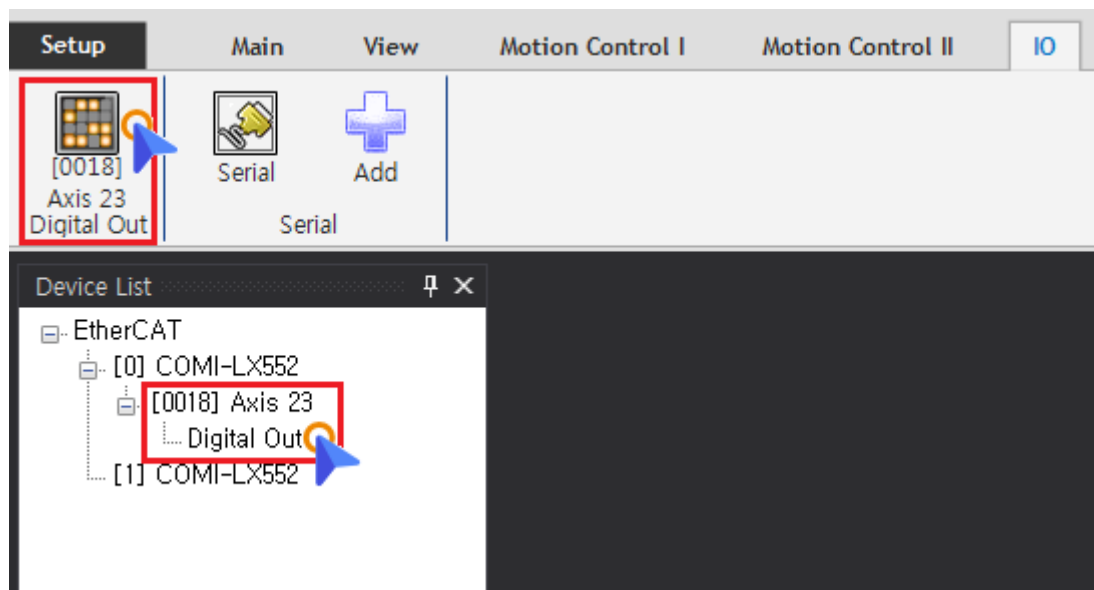 Setup Main View Motion Control I Motion Control II IO
[0018]
Axis 23
Digital Out
Serial
Add
Serial
Device List
EtherCAT
[0] COMI-LX552
[0018] Axis 23
Digital Out
[1] COMI-LX552